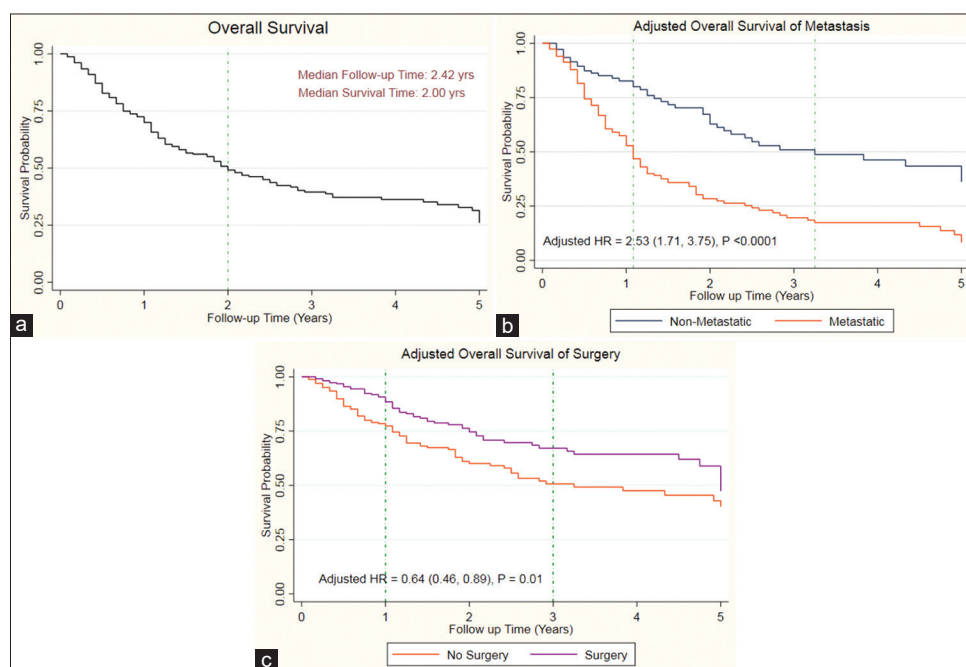 Overall Survival
Median Follow-up Time: 2.42 yrs
Median Survival Time: 2.00 yrs
Survival Probability
1.00
0.75
0.50
0.25
0.00
0 1 2 3 4 5
Follow-up Time (Years)
a
Adjusted Overall Survival of Metastasis
Survival Probability
1.00
0.75
0.50
0.25
0.00
Adjusted HR = 2.53 (1.71, 3.75), P <0.0001
0 1 2 3 4 5
Follow up Time (Years)
Non-Metastatic Metastatic
b
Adjusted Overall Survival of Surgery
Survival Probability
1.00
0.75
0.50
0.25
0.00
Adjusted HR = 0.64 (0.46, 0.89), P = 0.01
0 1 2 3 4 5
Follow up Time (Years)
No Surgery Surgery
c